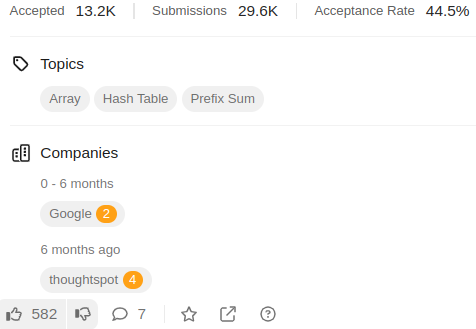 Accepted 13.2K Submissions 29.6K Acceptance Rate 44.5%
Topics
Array Hash Table Prefix Sum
Companies
0 - 6 months
Google 2
6 months ago
thoughtspot 4
582 7